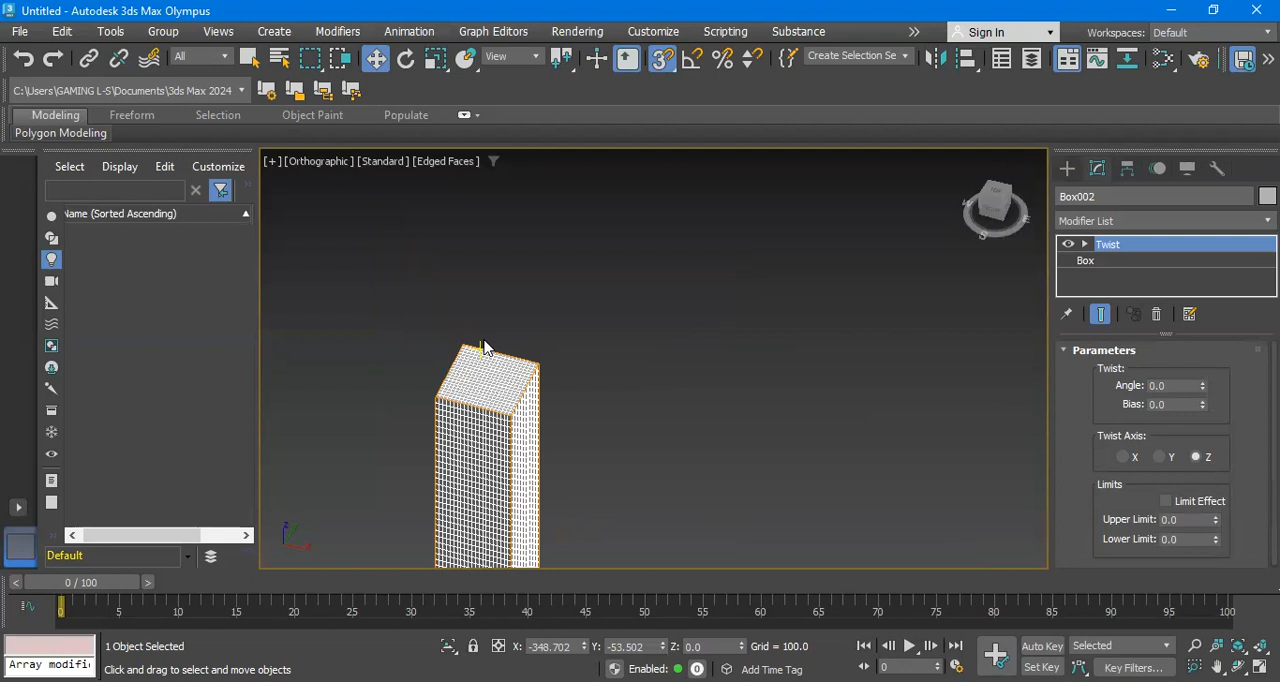 Untitled - Autodesk 3ds Max Olympus
File Edit Tools Group Views Create Modifiers Animation Graph Editors Rendering Customize Scripting Substance Sign In Workspaces: Default
All View Create Selection Se
C:\Users\GAMING L-S\Documents\3ds Max 2024
Modeling Freeform Selection Object Paint Populate
Polygon Modeling
Select Display Edit Customize
Name (Sorted Ascending)
[+] [Orthographic ] [Standard ] [Edged Faces ]
Box002
Modifier List
Twist
Box
Parameters
Twist:
Angle: 0.0
Bias: 0.0
Twist Axis:
X Y Z
Limits
Limit Effect
Upper Limit: 0.0
Lower Limit: 0.0
Default
0 / 100
0 5 10 15 20 25 30 35 40 45 50 55 60 65 70 75 80 85 90 95 100
1 Object Selected X: -348.702 Y: -53.502 Z: 0.0 Grid = 100.0 Auto Key Selected
Array modifi Click and drag to select and move objects Enabled: 0 Add Time Tag 0 Set Key Key Filters...